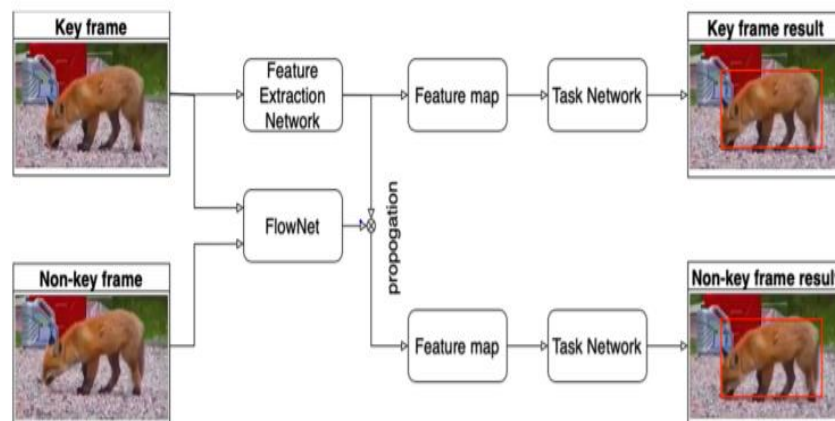 Key frame
Key frame result
Feature
Extraction
Network
Feature map
Task Network
FlowNet
propogation
Non-key frame
Non-key frame result
Feature map
Task Network